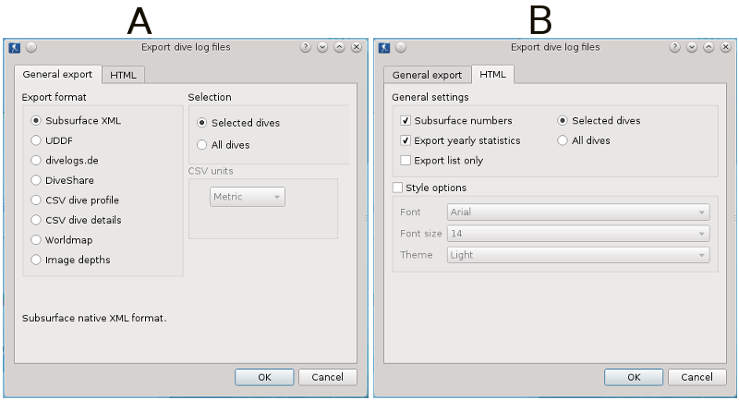 A
Export dive log files
General export HTML
Export format
Subsurface XML
UDDF
divelogs.de
DiveShare
CSV dive profile
CSV dive details
Worldmap
Image depths
Selection
Selected dives
All dives
CSV units
Metric
Subsurface native XML format.
OK Cancel
B
Export dive log files
General export HTML
General settings
Subsurface numbers Selected dives
Export yearly statistics All dives
Export list only
Style options
Font Arial
Font size 14
Theme Light
OK Cancel